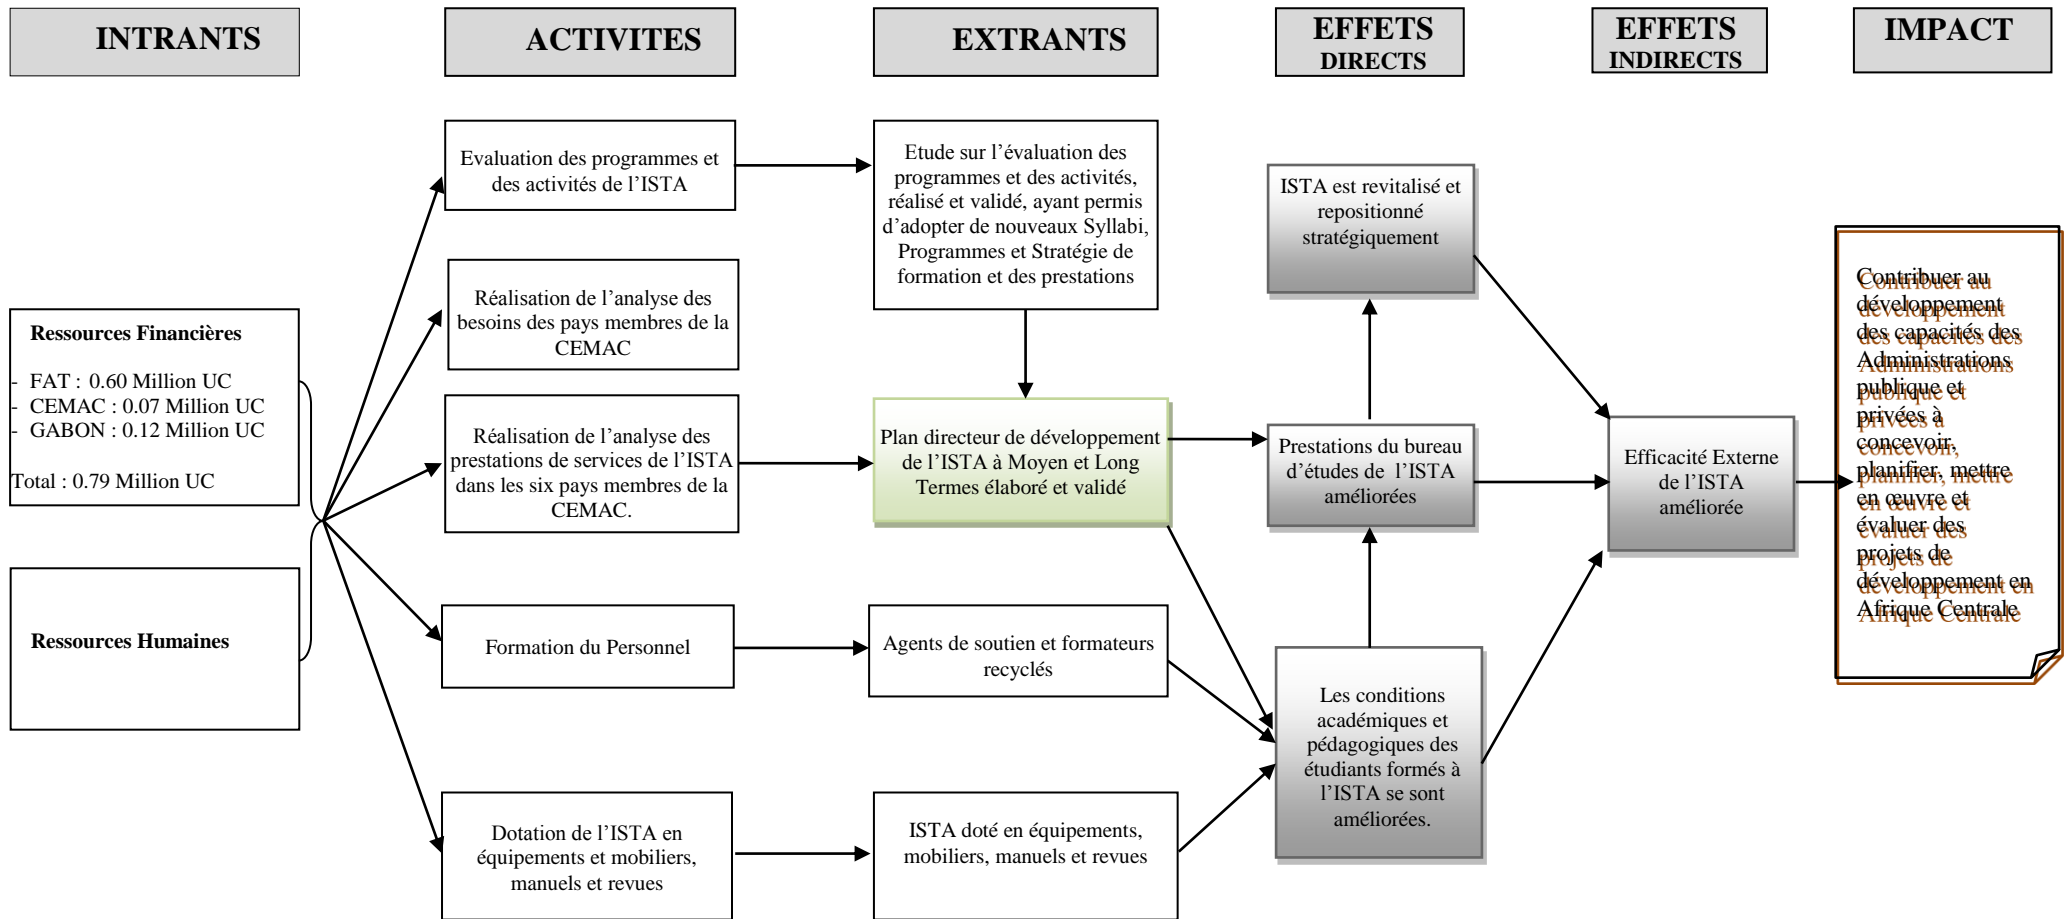 INTRANTS
ACTIVITES
EXTRANTS
EFFETS
DIRECTS
EFFETS
INDIRECTS
IMPACT
Ressources Financières
- FAT : 0.60 Million UC
- CEMAC : 0.07 Million UC
- GABON : 0.12 Million UC
Total : 0.79 Million UC
Ressources Humaines
Evaluation des programmes et
des activités de l’ISTA
Réalisation de l’analyse des
besoins des pays membres de la
CEMAC
Réalisation de l’analyse des
prestations de services de l’ISTA
dans les six pays membres de la
CEMAC.
Formation du Personnel
Dotation de l’ISTA en
équipements et mobiliers,
manuels et revues
Etude sur l’évaluation des
programmes et des activités,
réalisé et validé, ayant permis
d’adopter de nouveaux Syllabi,
Programmes et Stratégie de
formation et des prestations
Plan directeur de développement
de l’ISTA à Moyen et Long
Termes élaboré et validé
Agents de soutien et formateurs
recyclés
ISTA doté en équipements,
mobiliers, manuels et revues
ISTA est revitalisé et
repositionné
stratégiquement
Prestations du bureau
d’études de l’ISTA
améliorées
Les conditions
académiques et
pédagogiques des
étudiants formés à
l’ISTA se sont
améliorées.
Efficacité Externe
de l’ISTA
améliorée
Contribuer au
développement
des capacités des
Administrations
publique et
privées à
concevoir,
planifier, mettre
en œuvre et
évaluer des
projets de
développement en
Afrique Centrale